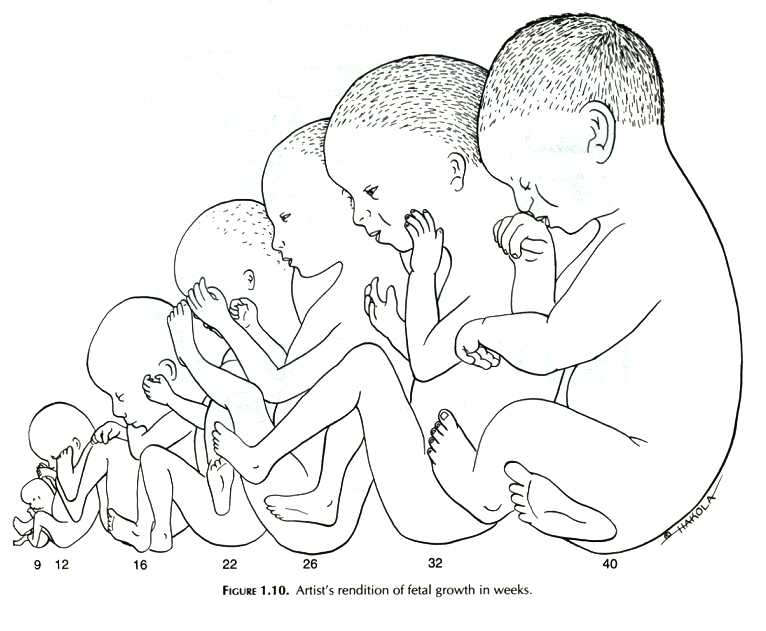 HAKOLA
9 12 16 22 26 32 40
FIGURE 1.10. Artist's rendition of fetal growth in weeks.